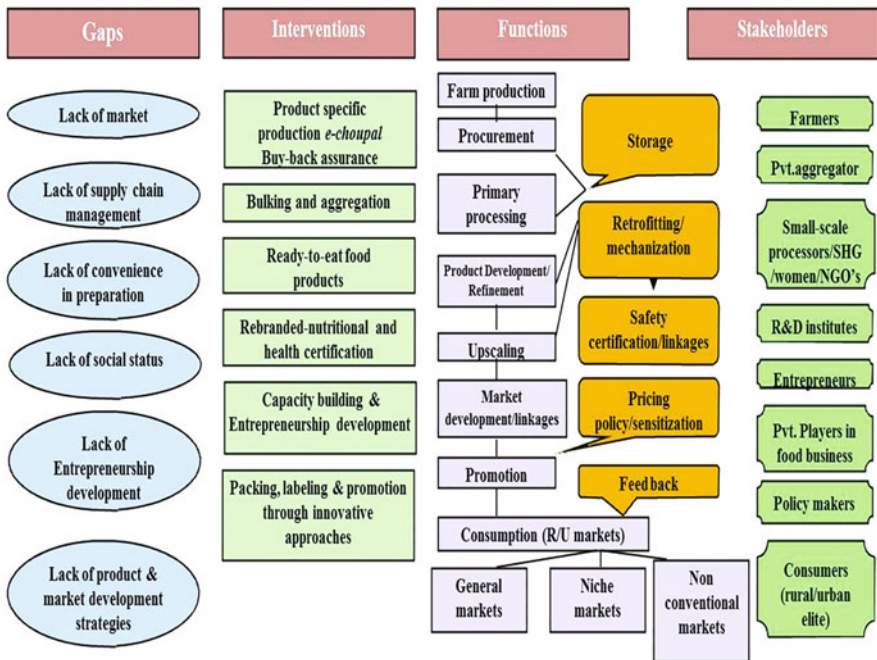 Gaps
Interventions
Functions
Stakeholders
Lack of market
Lack of supply chain
management
Lack of convenience
in preparation
Lack of social status
Lack of
Entrepreneurship
development
Lack of product &
market development
strategies
Product specific
production e-choupal
Buy-back assurance
Bulking and aggregation
Ready-to-eat food
products
Rebranded-nutritional and
health certification
Capacity building &
Entrepreneurship development
Packing, labeling & promotion
through innovative
approaches
Farm production
Procurement
Primary
processing
Product Development/
Refinement
Upscaling
Market
development/linkages
Promotion
Consumption (R/U markets)
General
markets
Niche
markets
Non
conventional
markets
Storage
Retrofitting/
mechanization
Safety
certification/linkages
Pricing
policy/sensitization
Feed back
Farmers
Pvt.aggregator
Small-scale
processors/SHG
/women/NGO's
R&D institutes
Entrepreneurs
Pvt. Players in
food business
Policy makers
Consumers
(rural/urban
elite)